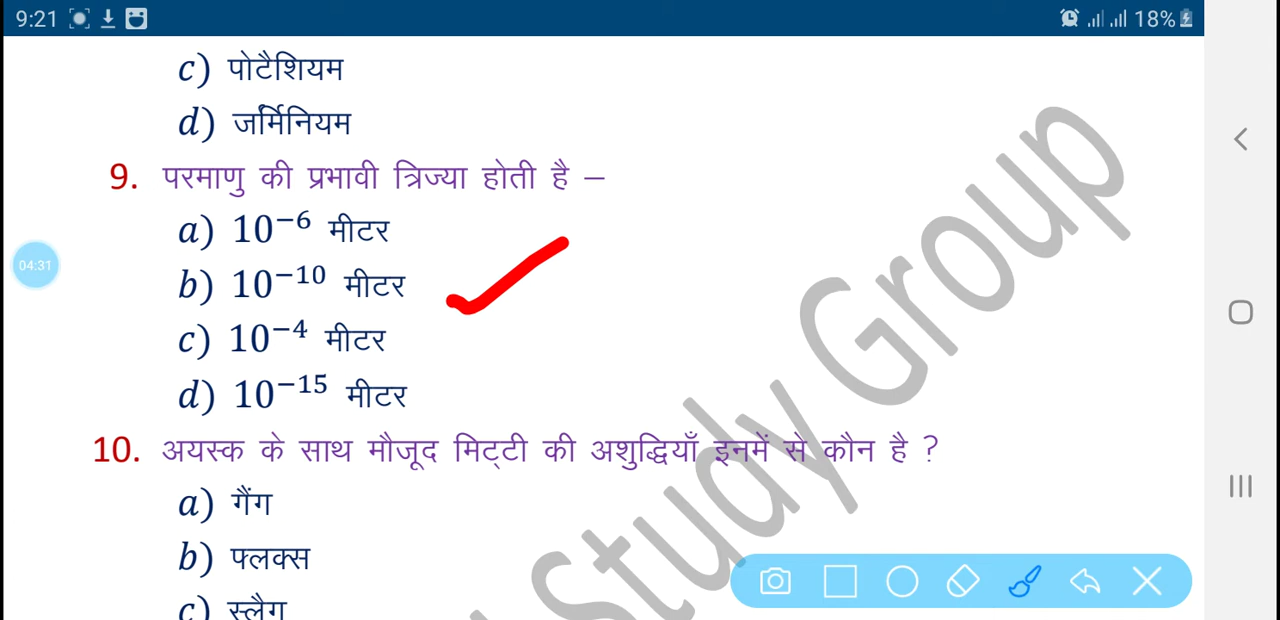 9:21 18%
c) पोटैशियम
d) जर्मिनियम
9. परमाणु की प्रभावी त्रिज्या होती है –
a) 10⁻⁶ मीटर
04:31
b) 10⁻¹⁰ मीटर
c) 10⁻⁴ मीटर
d) 10⁻¹⁵ मीटर
10. अयस्क के साथ मौजूद मिट्टी की अशुद्धियाँ इनमें से कौन है ?
a) गैंग
b) फ्लक्स
c) स्लैग
Study Group